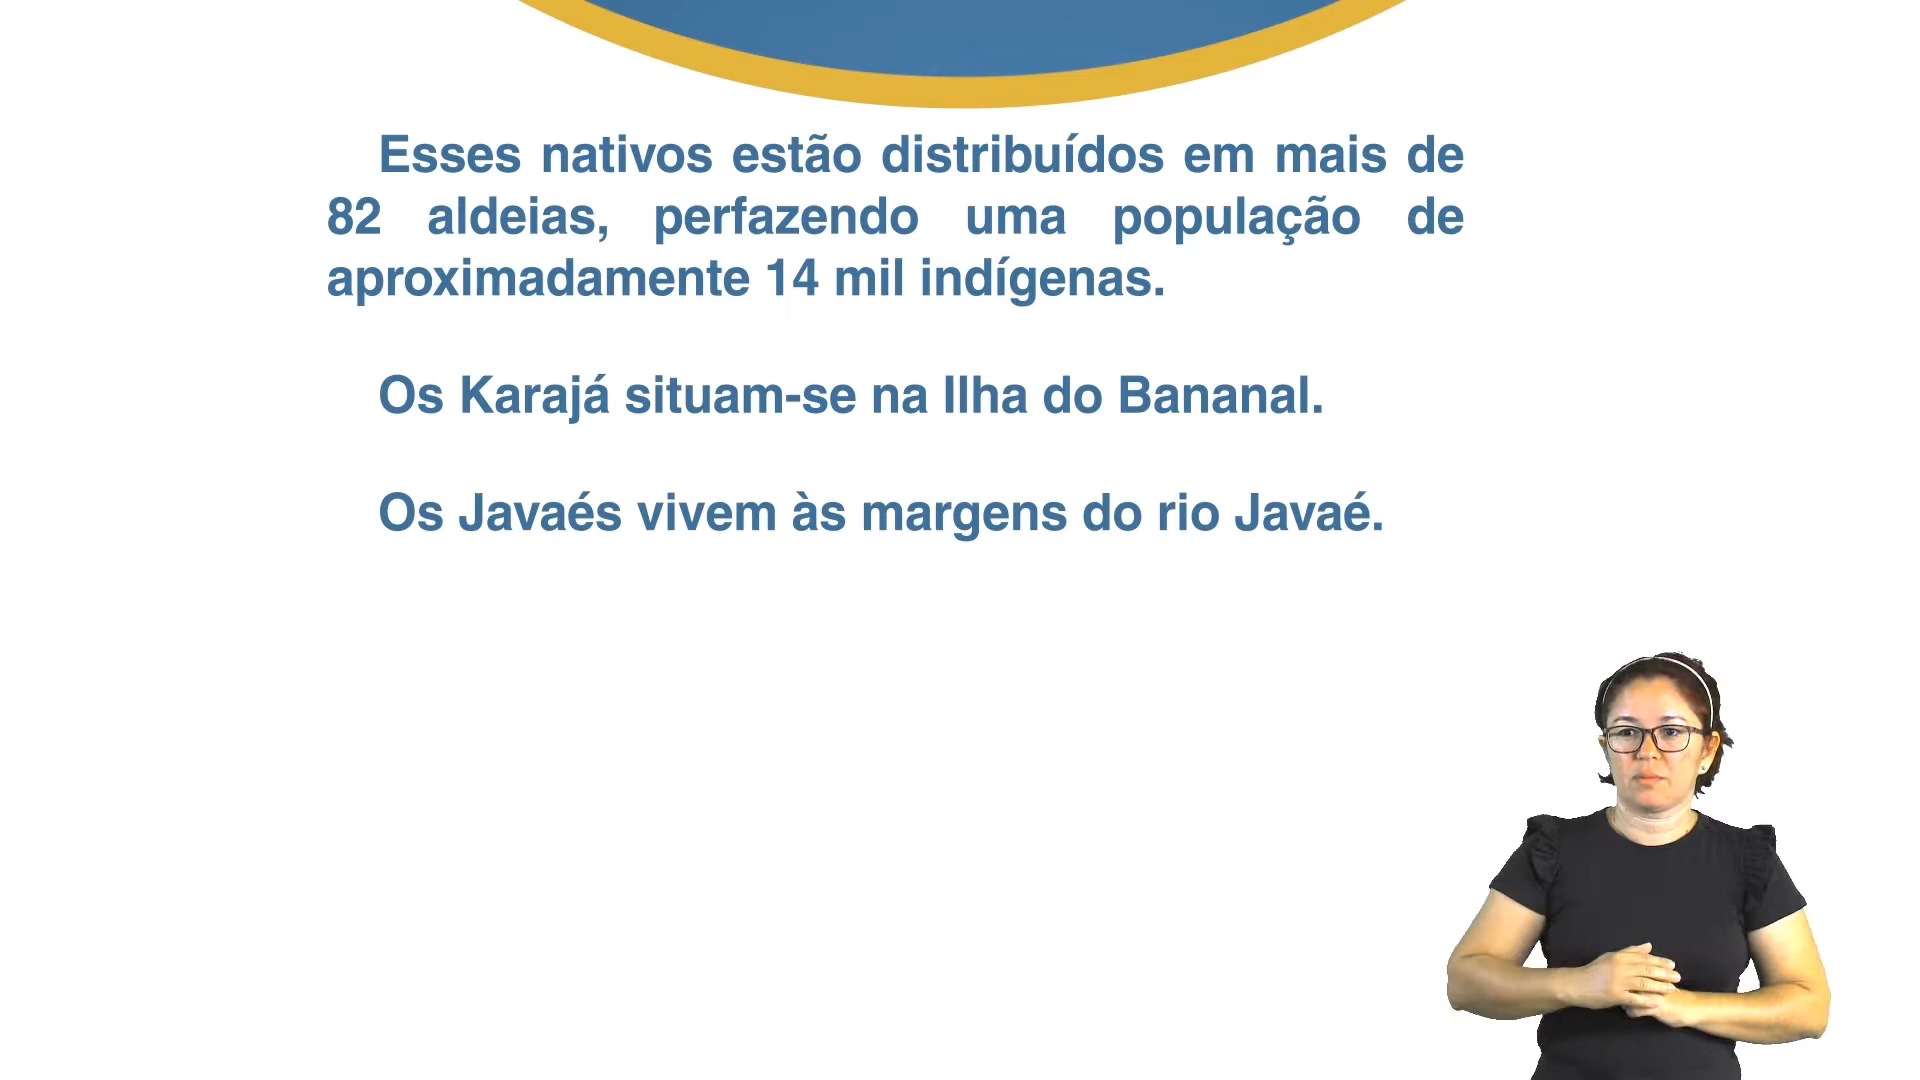 Esses nativos estão distribuídos em mais de
82 aldeias, perfazendo uma população de
aproximadamente 14 mil indígenas.
Os Karajá situam-se na Ilha do Bananal.
Os Javaés vivem às margens do rio Javaé.